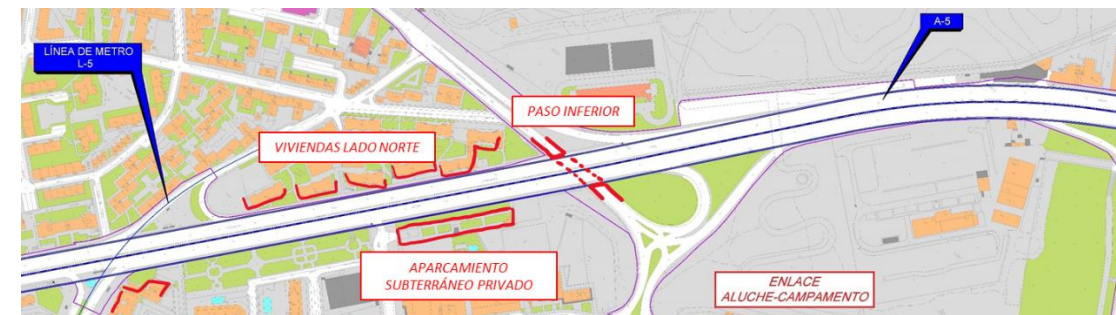 LÍNEA DE METRO
L-5
A-5
PASO INFERIOR
VIVIENDAS LADO NORTE
APARCAMIENTO
SUBTERRÁNEO PRIVADO
ENLACE
ALUCHE-CAMPAMENTO